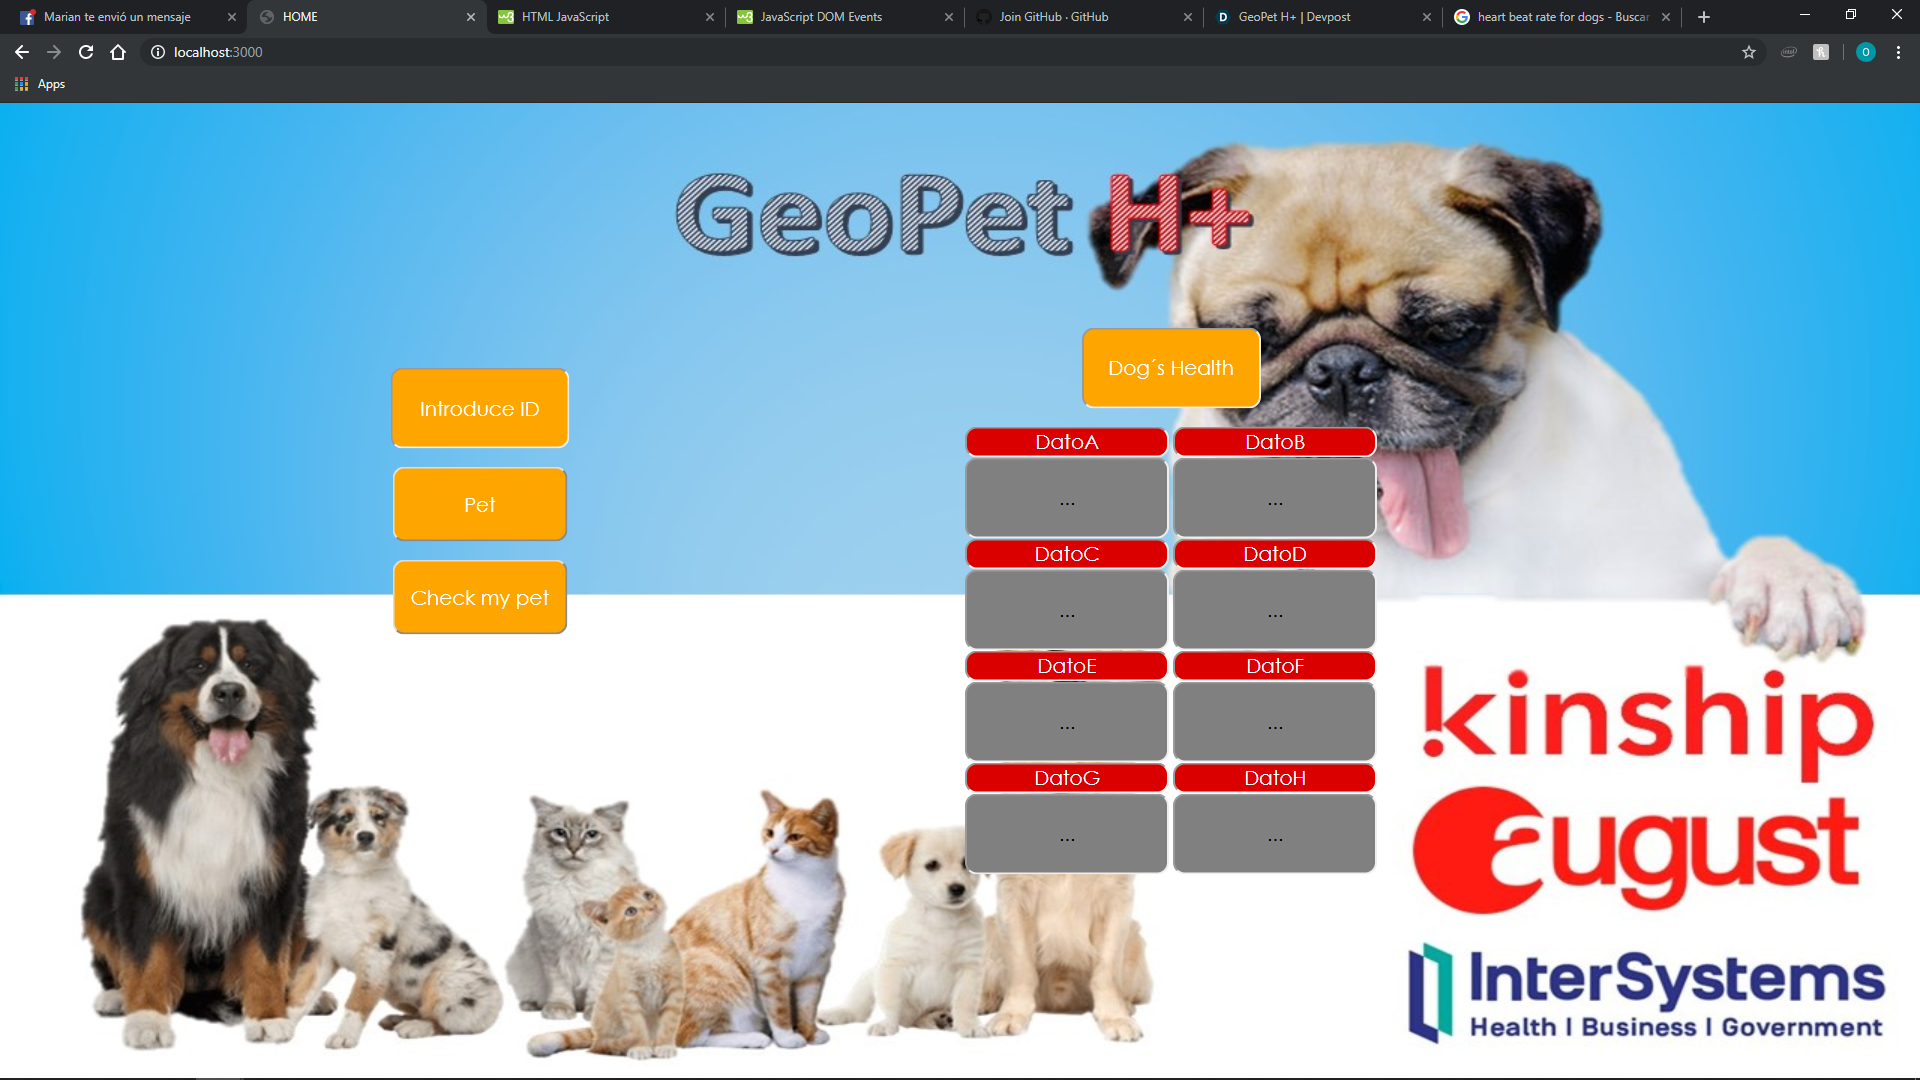 Marian te envió un mensaje
HOME
HTML JavaScript
JavaScript DOM Events
Join GitHub · GitHub
GeoPet H+ | Devpost
heart beat rate for dogs - Buscar
localhost:3000
O
Apps
GeoPet H+
Introduce ID
Pet
Check my pet
Dog´s Health
DatoA DatoB
... ...
DatoC DatoD
... ...
DatoE DatoF
... ...
DatoG DatoH
... ...
kinship
august
InterSystems
Health | Business | Government